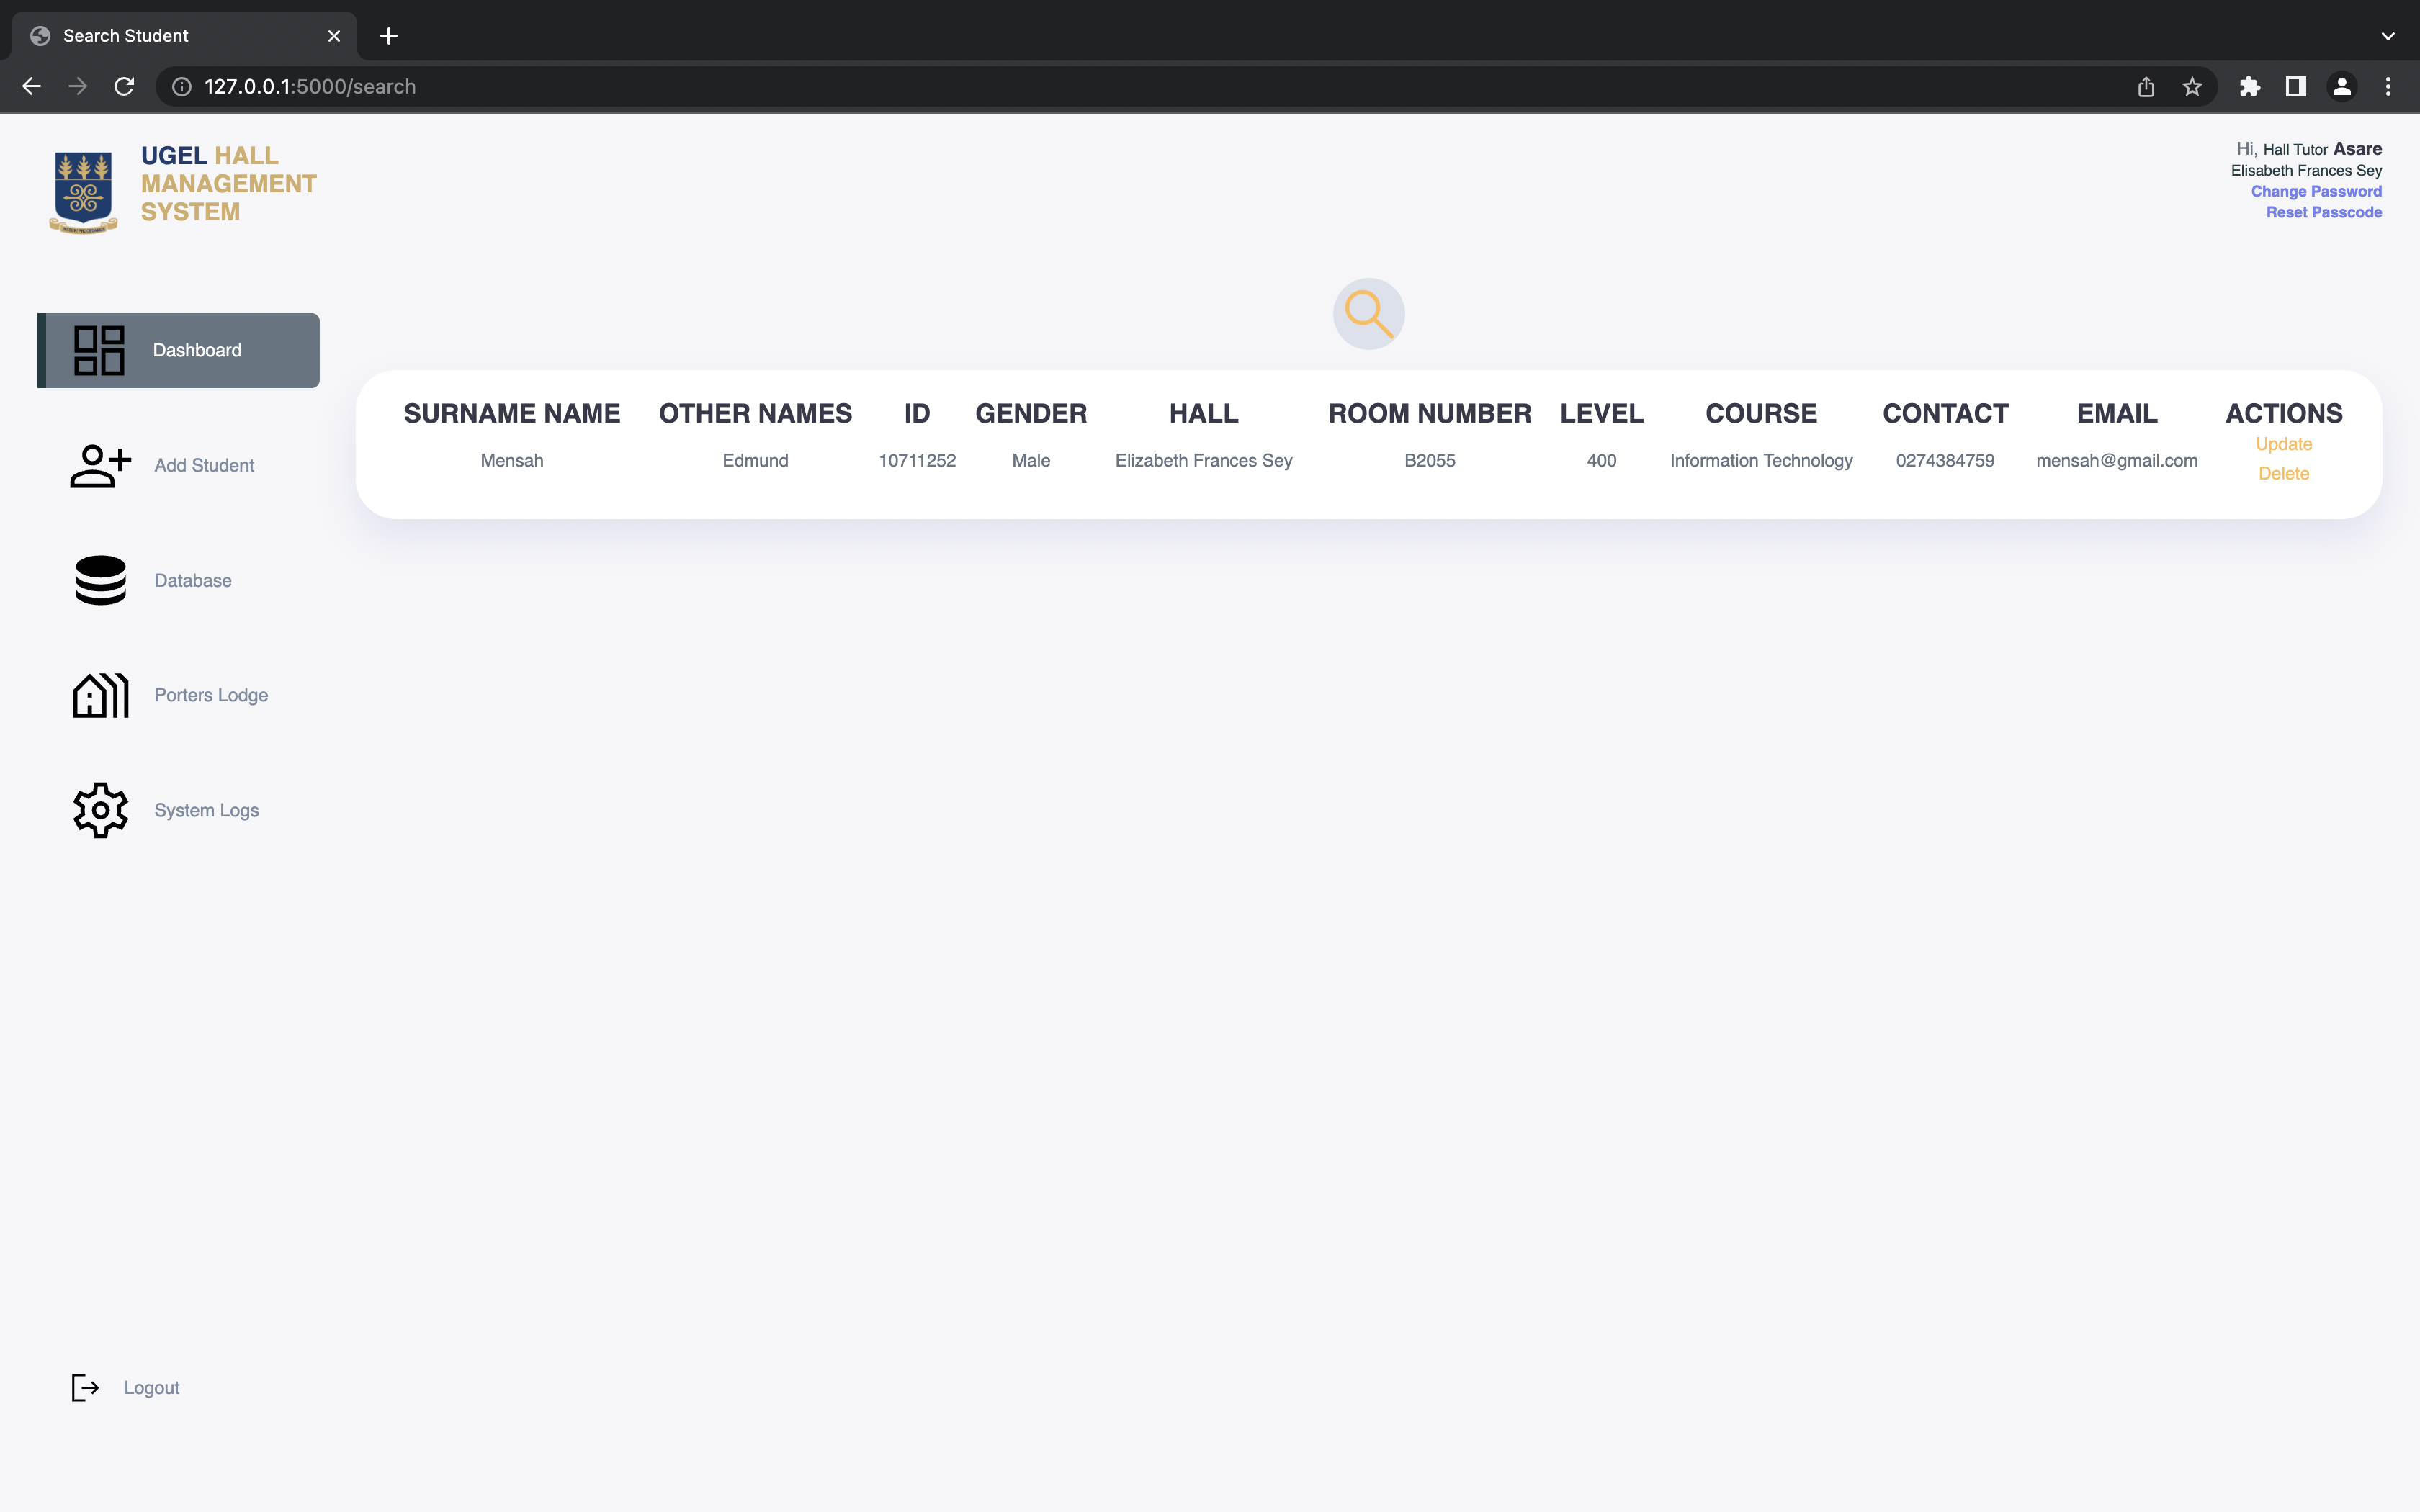 Search Student
127.0.0.1:5000/search
UGEL HALL
MANAGEMENT
SYSTEM
Hi, Hall Tutor Asare
Elisabeth Frances Sey
Change Password
Reset Passcode
Dashboard
Add Student
Database
Porters Lodge
System Logs
Logout
SURNAME NAME OTHER NAMES ID GENDER HALL ROOM NUMBER LEVEL COURSE CONTACT EMAIL ACTIONS
Mensah Edmund 10711252 Male Elizabeth Frances Sey B2055 400 Information Technology 0274384759 mensah@gmail.com Update
Delete